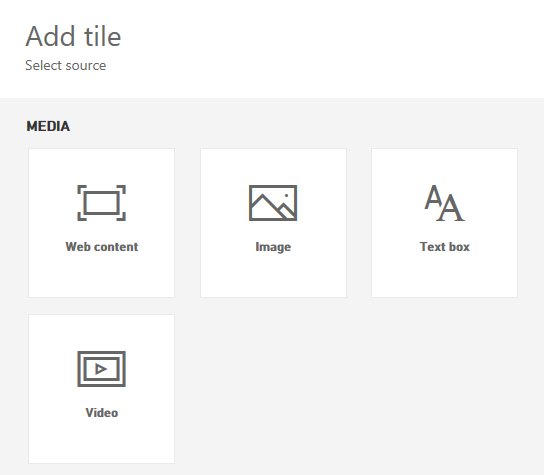 Add tile
Select source
MEDIA
Web content
Image
Text box
Video